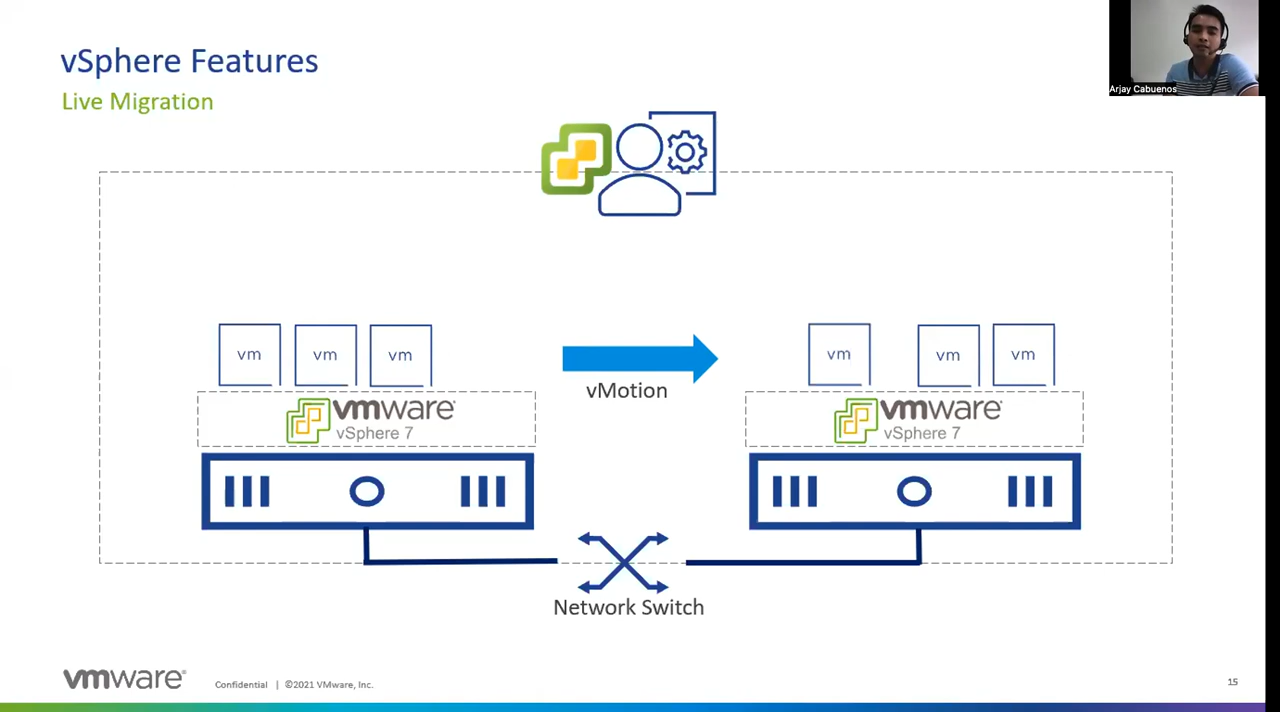 vSphere Features
Live Migration
Arjay Cabuenos
vm vm vm
vm vm vm
vMotion
vmware®
vSphere 7
vmware®
vSphere 7
Network Switch
vmware®
Confidential | ©2021 VMware, Inc.
15